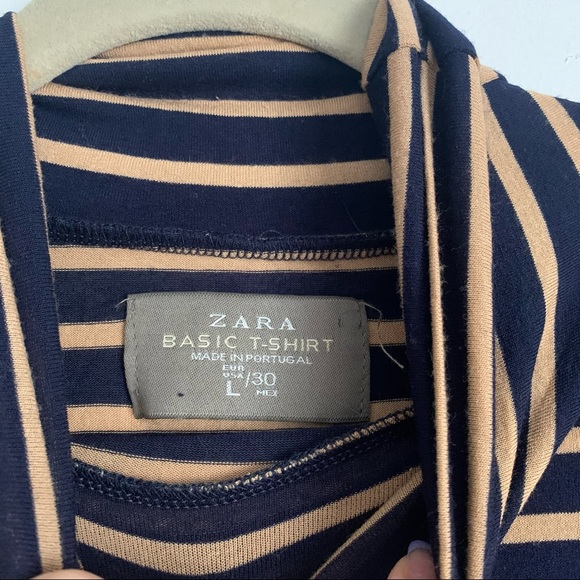 ZARA
BASIC T-SHIRT
MADE IN PORTUGAL
EUR
USA L/30 MEX